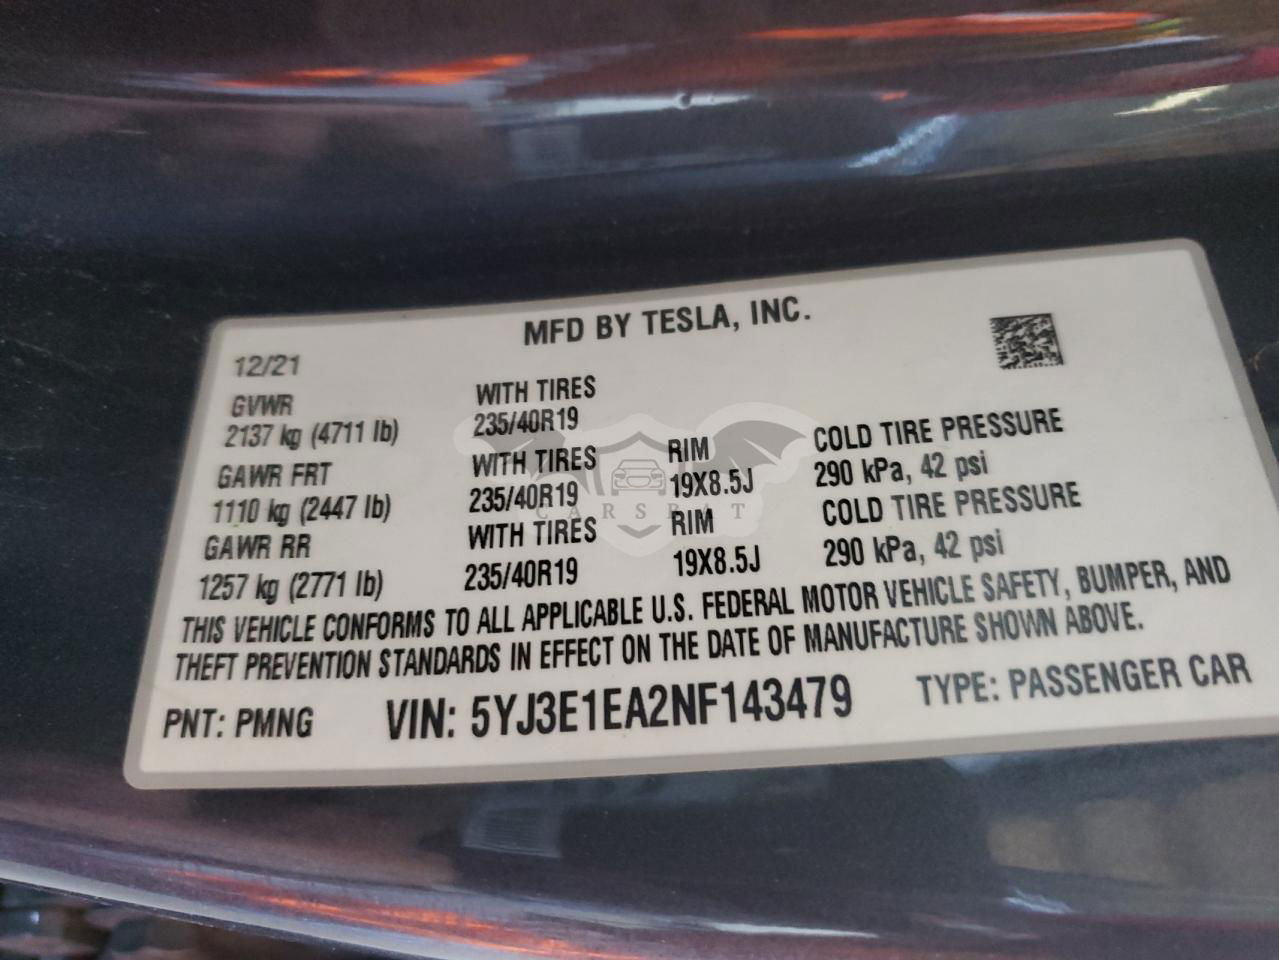 MFD BY TESLA, INC.
12/21
GVWR WITH TIRES
2137 kg (4711 lb) 235/40R19
GAWR FRT WITH TIRES RIM COLD TIRE PRESSURE
1110 kg (2447 lb) 235/40R19 19X8.5J 290 kPa, 42 psi
GAWR RR WITH TIRES RIM COLD TIRE PRESSURE
1257 kg (2771 lb) 235/40R19 19X8.5J 290 kPa, 42 psi
THIS VEHICLE CONFORMS TO ALL APPLICABLE U.S. FEDERAL MOTOR VEHICLE SAFETY, BUMPER, AND
THEFT PREVENTION STANDARDS IN EFFECT ON THE DATE OF MANUFACTURE SHOWN ABOVE.
PNT: PMNG VIN: 5YJ3E1EA2NF143479 TYPE: PASSENGER CAR